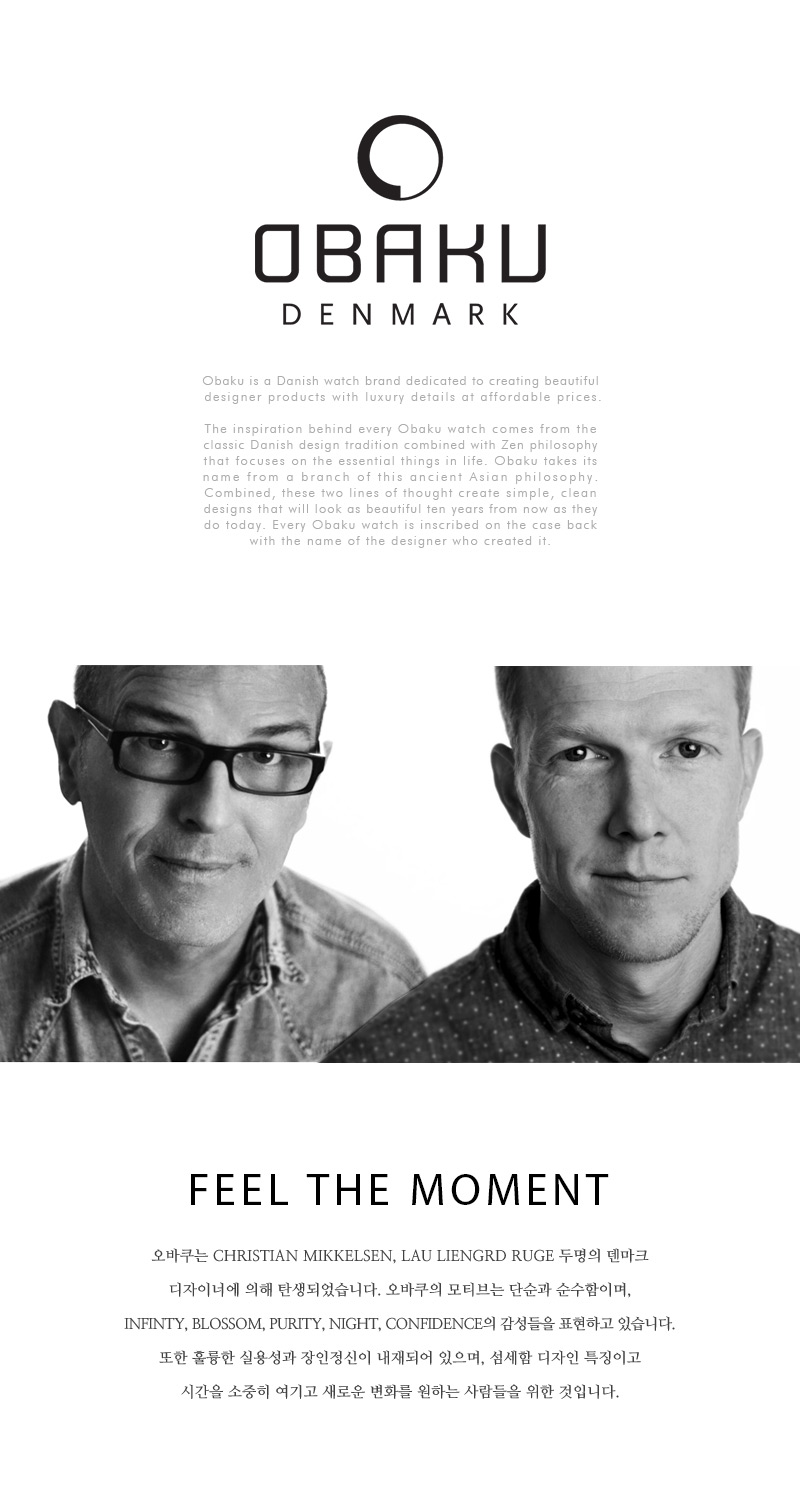 OBAKU
DENMARK
Obaku is a Danish watch brand dedicated to creating beautiful
designer products with luxury details at affordable prices.
The inspiration behind every Obaku watch comes from the
classic Danish design tradition combined with Zen philosophy
that focuses on the essential things in life. Obaku takes its
name from a branch of this ancient Asian philosophy.
Combined, these two lines of thought create simple, clean
designs that will look as beautiful ten years from now as they
do today. Every Obaku watch is inscribed on the case back
with the name of the designer who created it.
FEEL THE MOMENT
오바쿠는 CHRISTIAN MIKKELSEN, LAU LIENGRD RUGE 두명의 덴마크
디자이너에 의해 탄생되었습니다. 오바쿠의 모티브는 단순과 순수함이며,
INFINTY, BLOSSOM, PURITY, NIGHT, CONFIDENCE의 감성들을 표현하고 있습니다.
또한 훌륭한 실용성과 장인정신이 내재되어 있으며, 섬세함 디자인 특징이고
시간을 소중히 여기고 새로운 변화를 원하는 사람들을 위한 것입니다.